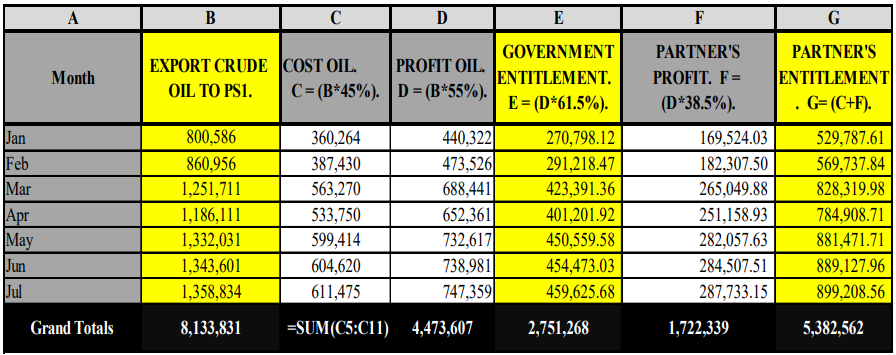 A B C D E F G
Month EXPORT CRUDE OIL TO PS1. COST OIL. C = (B*45%). PROFIT OIL. D = (B*55%). GOVERNMENT ENTITLEMENT. E = (D*61.5%). PARTNER'S PROFIT. F = (D*38.5%). PARTNER'S ENTITLEMENT . G= (C+F).
Jan 800,586 360,264 440,322 270,798.12 169,524.03 529,787.61
Feb 860,956 387,430 473,526 291,218.47 182,307.50 569,737.84
Mar 1,251,711 563,270 688,441 423,391.36 265,049.88 828,319.98
Apr 1,186,111 533,750 652,361 401,201.92 251,158.93 784,908.71
May 1,332,031 599,414 732,617 450,559.58 282,057.63 881,471.71
Jun 1,343,601 604,620 738,981 454,473.03 284,507.51 889,127.96
Jul 1,358,834 611,475 747,359 459,625.68 287,733.15 899,208.56
Grand Totals 8,133,831 =SUM(C5:C11) 4,473,607 2,751,268 1,722,339 5,382,562